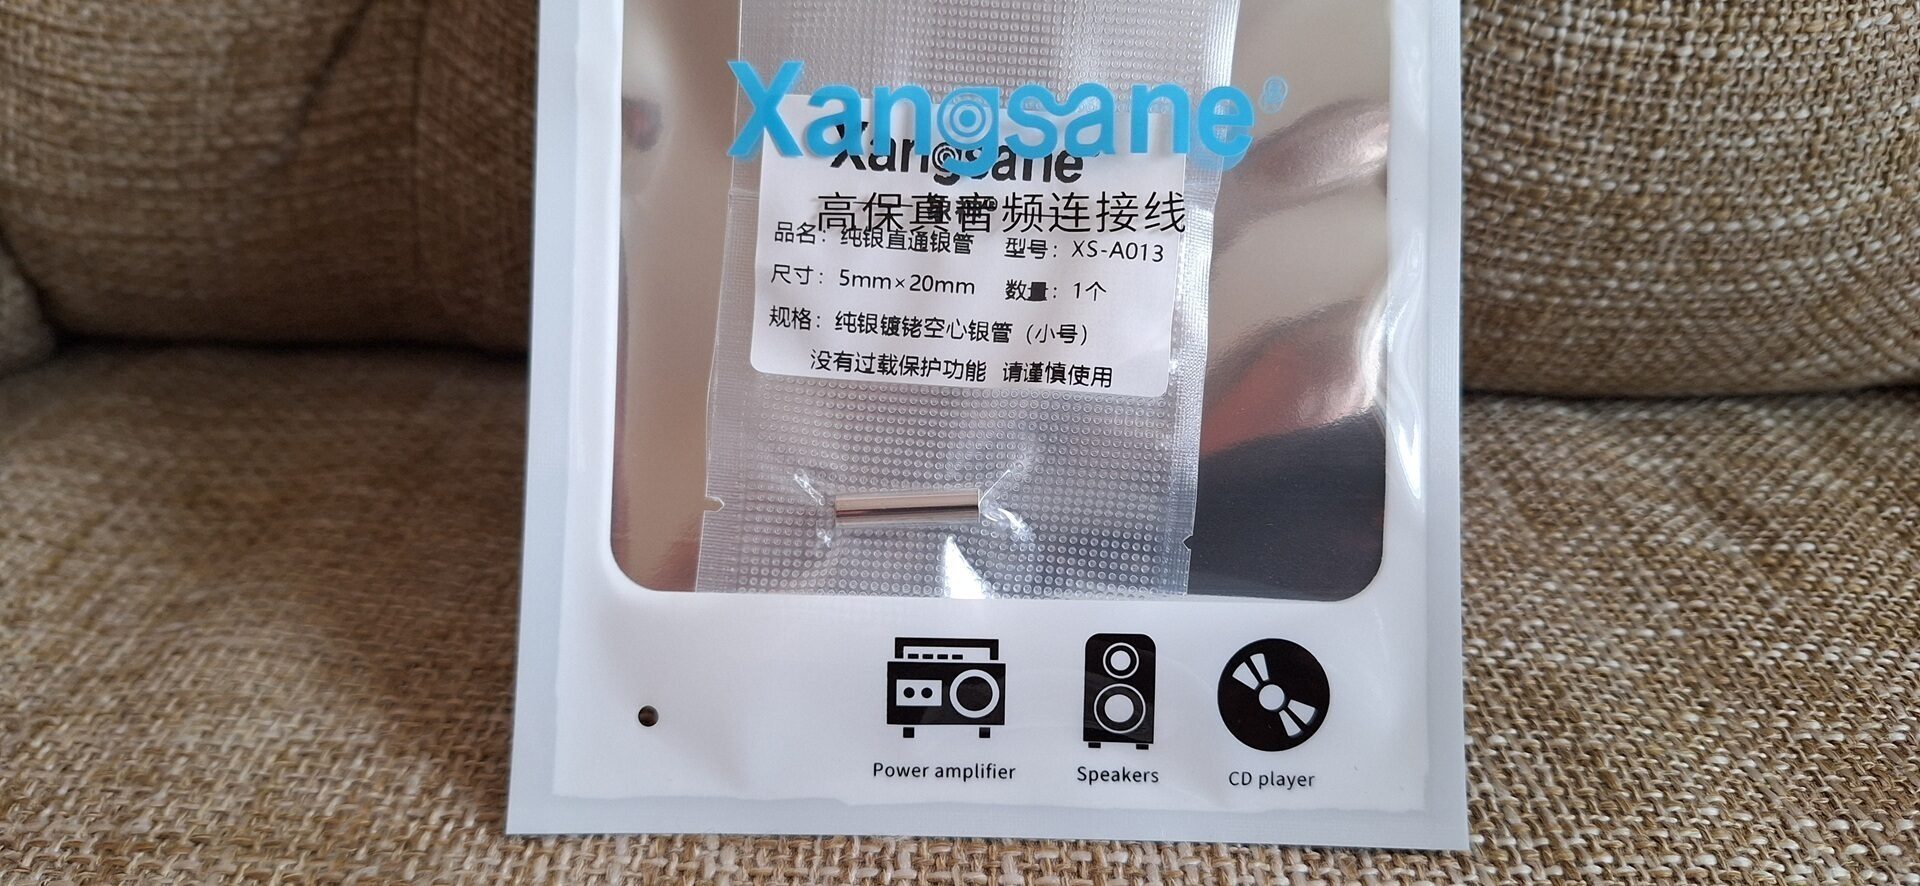 Xangsane®
Xangsane
高保真音频连接线
品名：纯银直通银管 型号：XS-A013
尺寸：5mm×20mm 数量：1个
规格：纯银镀铑空心银管（小号）
没有过载保护功能 请谨慎使用
Power amplifier
Speakers
CD player